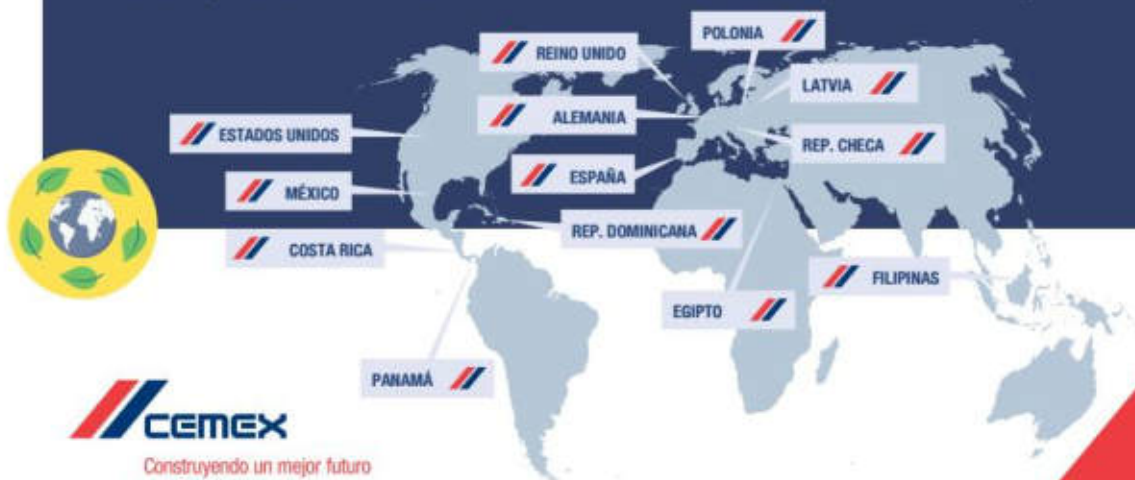 POLONIA
REINO UNIDO
LATVIA
ALEMANIA
ESTADOS UNIDOS
REP. CHECA
ESPAÑA
MÉXICO
REP. DOMINICANA
COSTA RICA
FILIPINAS
EGIPTO
PANAMÁ
CEMEX
Construyendo un mejor futuro